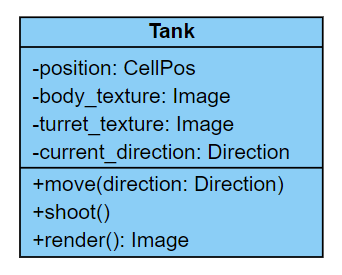 Tank
-position: CellPos
-body_texture: Image
-turret_texture: Image
-current_direction: Direction
+move(direction: Direction)
+shoot()
+render(): Image